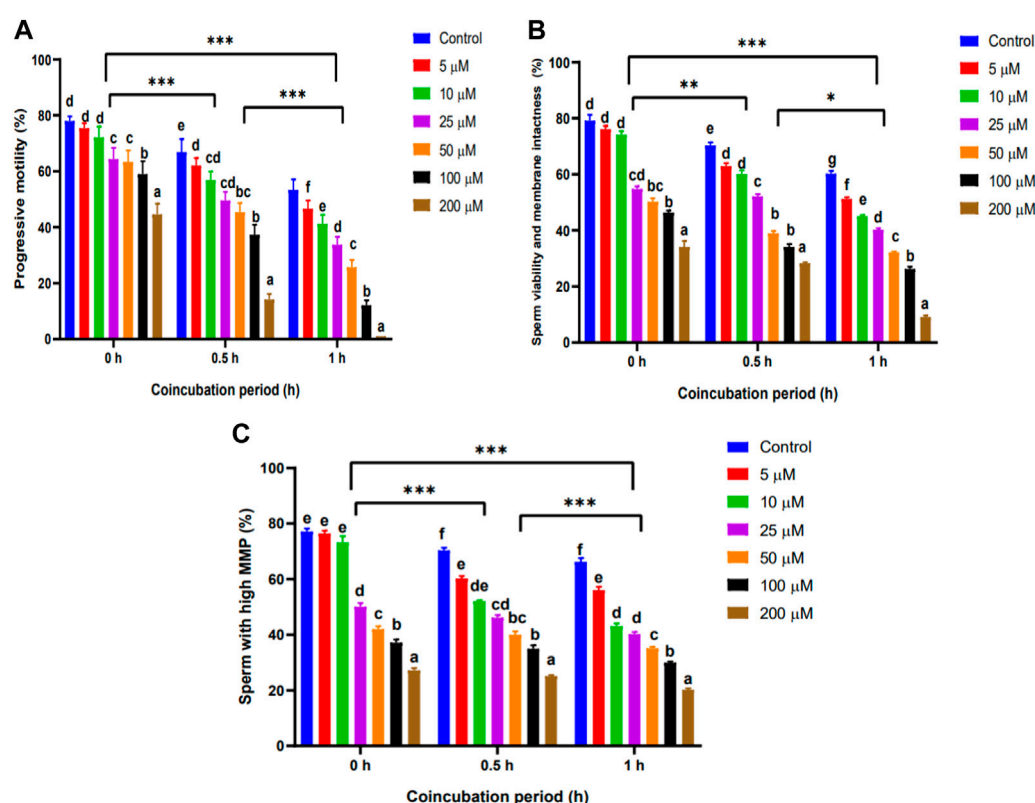 A
Progressive motility (%)
100
80
60
40
20
0
***
***
***
d d d c c b a
e d cd cd bc b a
f e d c b a
0 h 0.5 h 1 h
Coincubation period (h)
Control
5 μM
10 μM
25 μM
50 μM
100 μM
200 μM
B
Sperm viability and membrane intactness (%)
100
80
60
40
20
0
***
**
*
d d d cd bc b a
e d d c b b a
g f e d c b a
0 h 0.5 h 1 h
Coincubation period (h)
Control
5 μM
10 μM
25 μM
50 μM
100 μM
200 μM
C
Sperm with high MMP (%)
100
80
60
40
20
0
***
***
***
e e e d c b a
f e de cd bc b a
f e d d c b a
0 h 0.5 h 1 h
Coincubation period (h)
Control
5 μM
10 μM
25 μM
50 μM
100 μM
200 μM